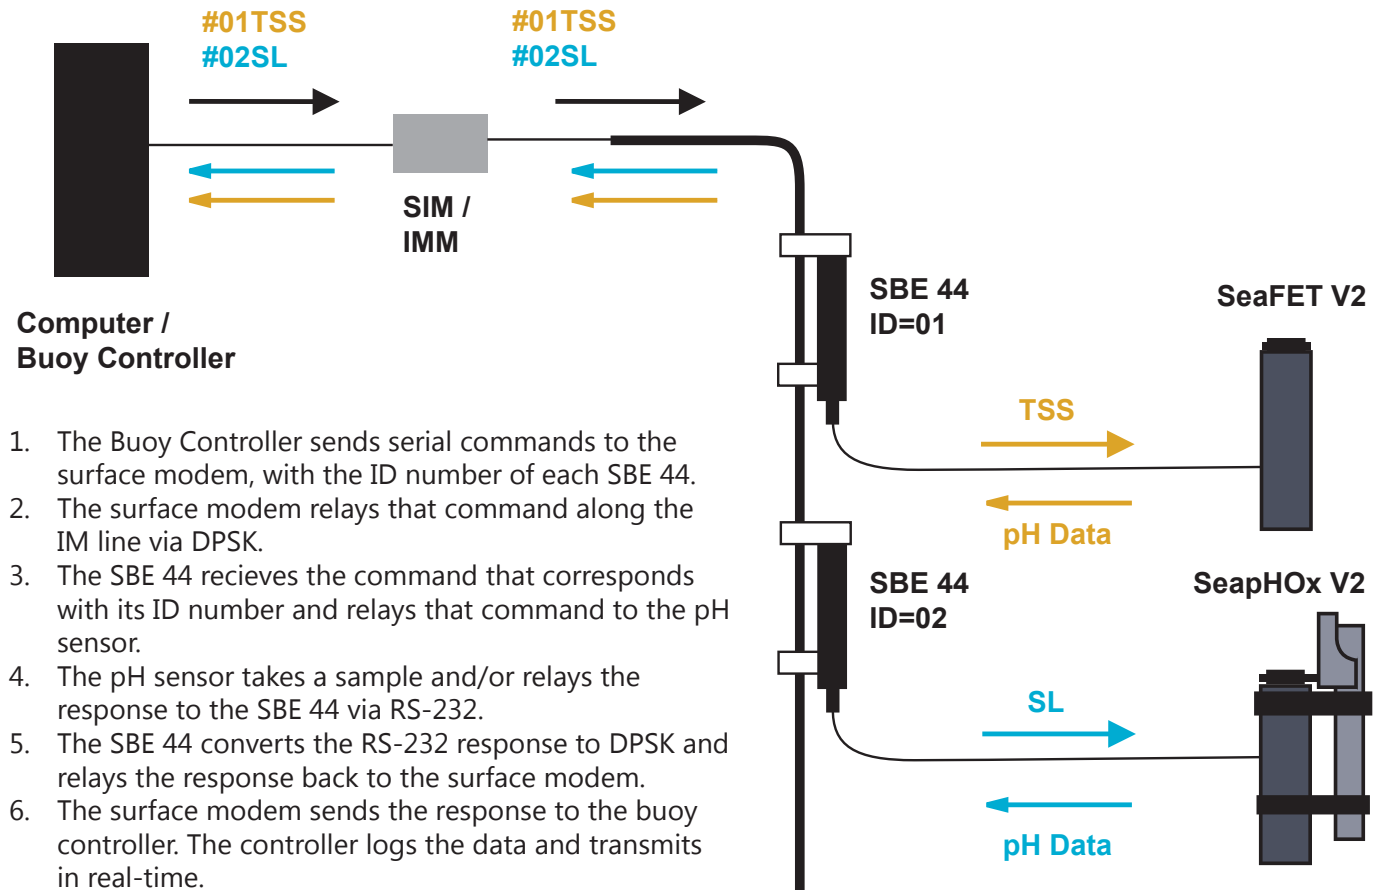 #01TSS
#02SL
#01TSS
#02SL
SIM /
IMM
Computer /
Buoy Controller
SBE 44
ID=01
SeaFET V2
TSS
pH Data
SBE 44
ID=02
SeapHOx V2
SL
pH Data
1. The Buoy Controller sends serial commands to the
surface modem, with the ID number of each SBE 44.
2. The surface modem relays that command along the
IM line via DPSK.
3. The SBE 44 recieves the command that corresponds
with its ID number and relays that command to the pH
sensor.
4. The pH sensor takes a sample and/or relays the
response to the SBE 44 via RS-232.
5. The SBE 44 converts the RS-232 response to DPSK and
relays the response back to the surface modem.
6. The surface modem sends the response to the buoy
controller. The controller logs the data and transmits
in real-time.